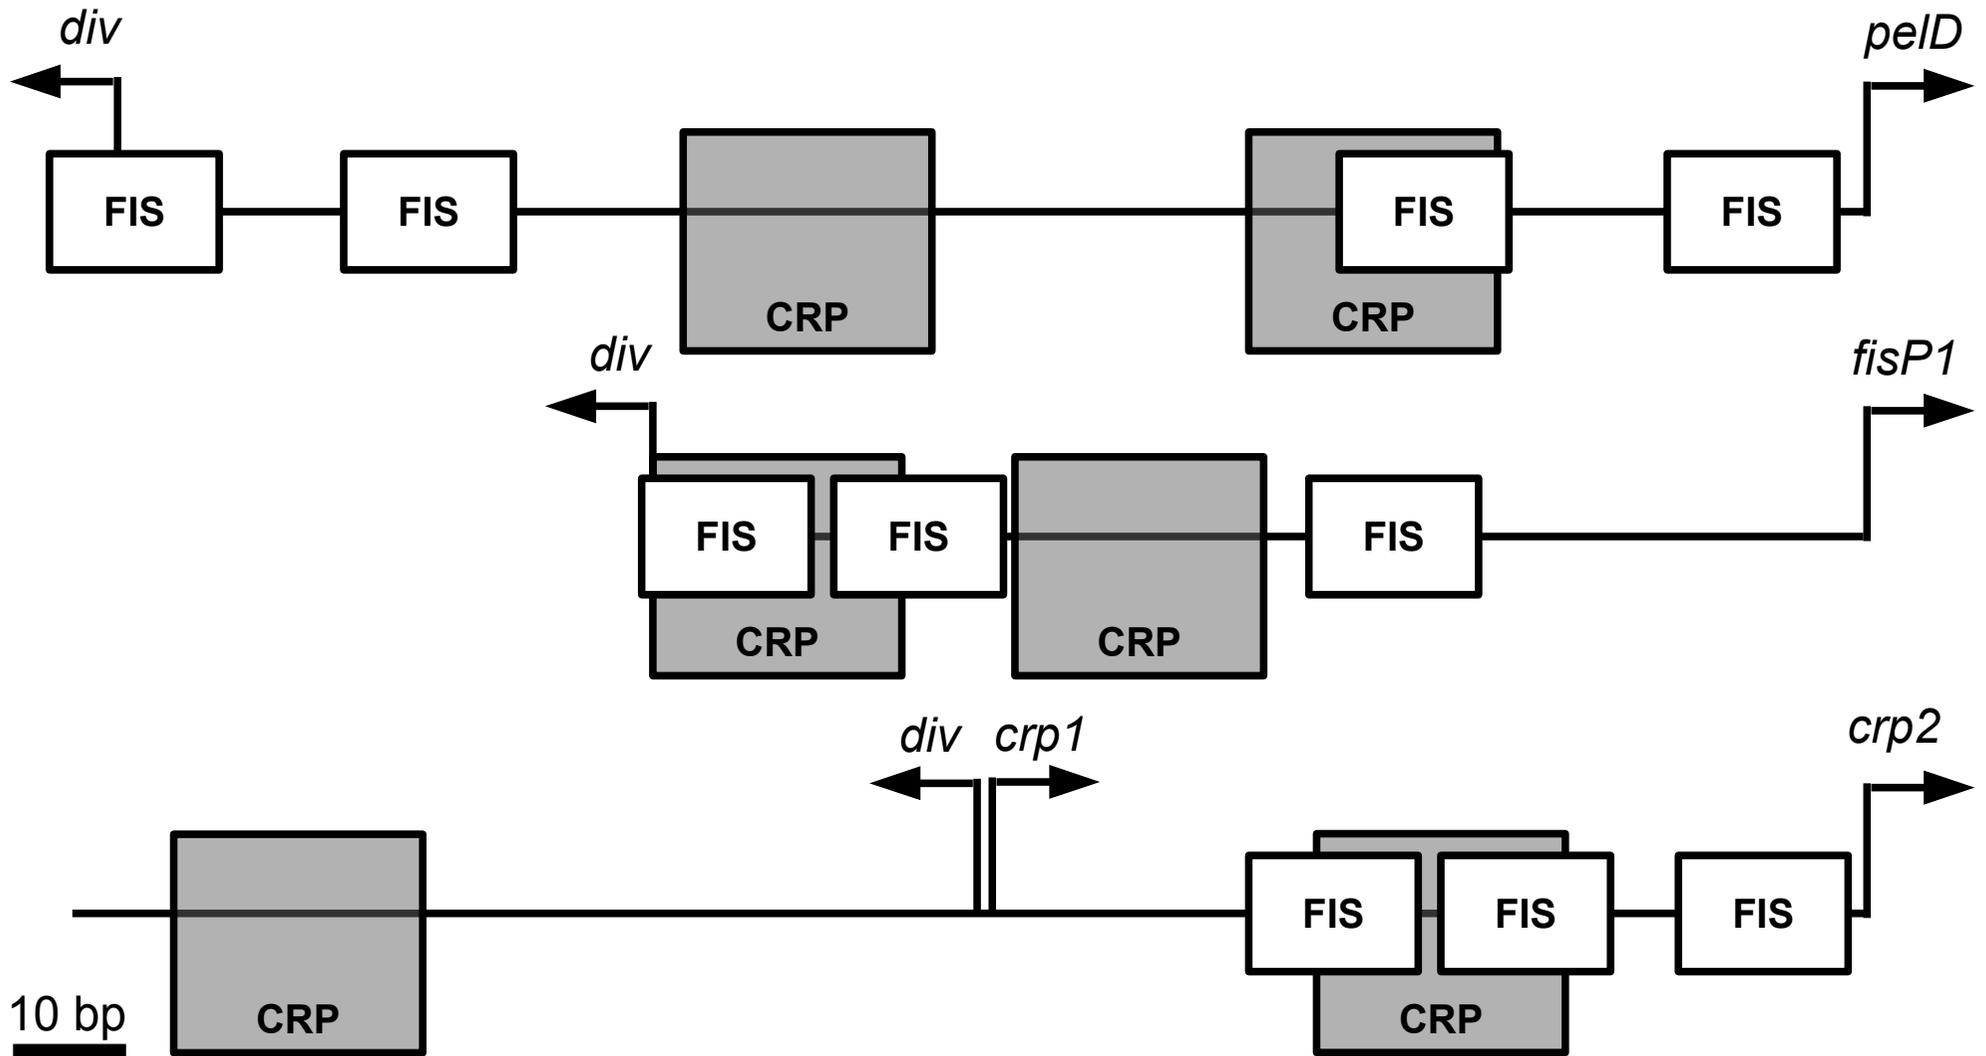 div
pelD
FIS
FIS
FIS
FIS
CRP
CRP
div
fisP1
FIS
FIS
FIS
CRP
CRP
div
crp1
crp2
FIS
FIS
FIS
CRP
CRP
10 bp